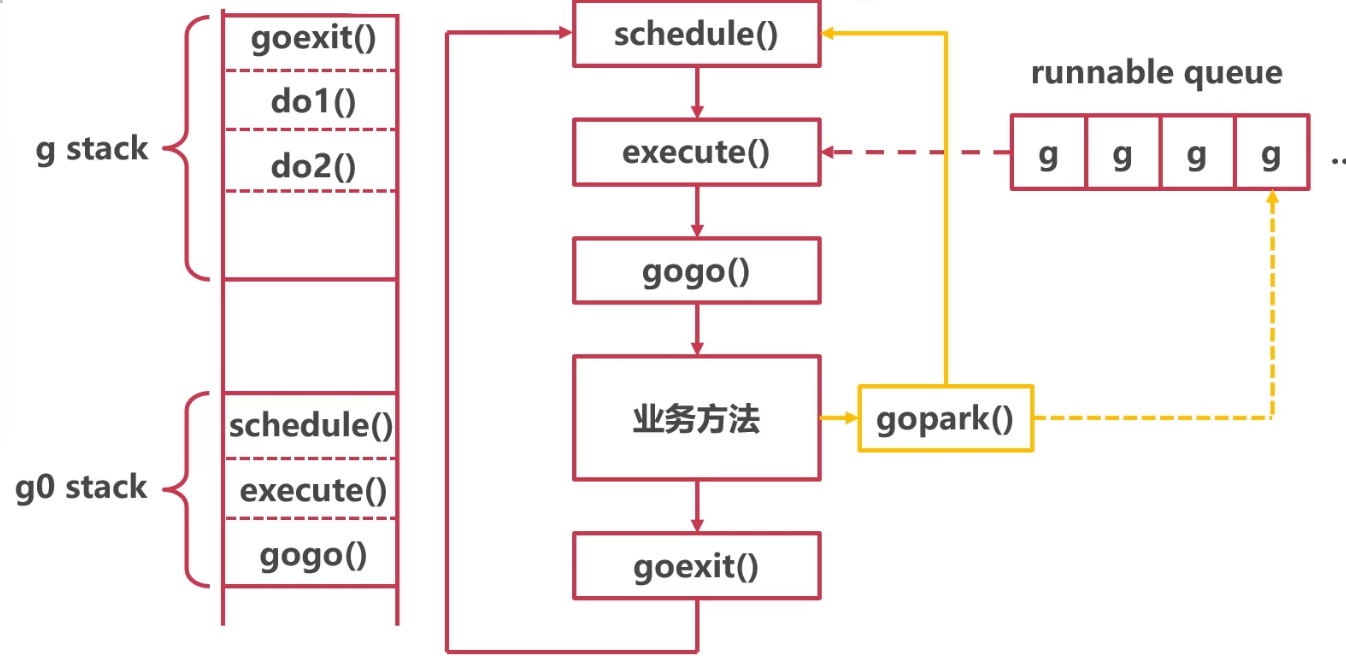 g stack
goexit()
do1()
do2()
g0 stack
schedule()
execute()
gogo()
schedule()
execute()
gogo()
业务方法
goexit()
gopark()
runnable queue
g g g g ..